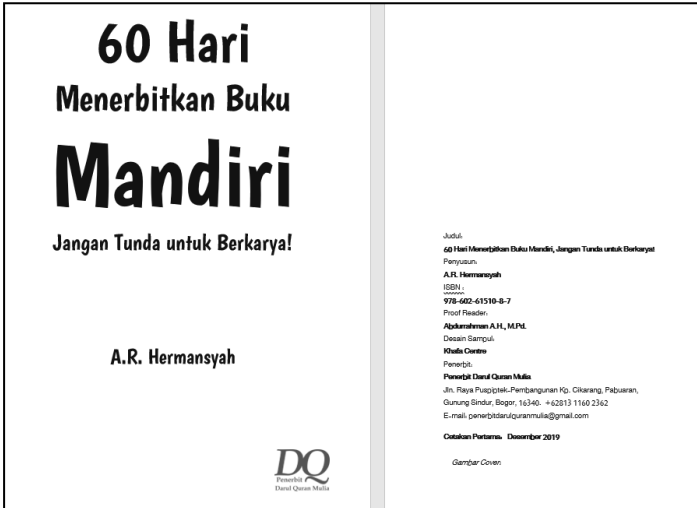 60 Hari
Menerbitkan Buku
Mandiri
Jangan Tunda untuk Berkarya!
A.R. Hermansyah
DQ
Penerbit
Darul Quran Mulia
Judul:
60 Hari Menerbitkan Buku Mandiri, Jangan Tunda untuk Berkarya!
Penyusun:
A.R. Hermansyah
ISBN :
978-602-61510-8-7
Proof Reader:
Abdurrahman A.H., M.Pd.
Desain Sampul:
Khafa Centre
Penerbit:
Penerbit Darul Quran Mulia
Jln. Raya Puspiptek-Pembangunan Kp. Cikarang, Pabuaran,
Gunung Sindur, Bogor, 16340. +62813 1160 2362
E-mail: penerbitdarulquranmulia@gmail.com
Cetakan Pertama: Desember 2019
Gambar Cover: